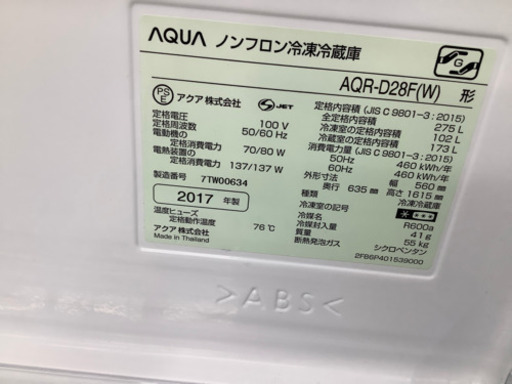 AQUA ノンフロン冷凍冷蔵庫
G
AQR-D28F(W) 形
PS E アクア株式会社 S-JET
定格電圧 100 V
定格周波数 50/60 Hz
電動機の定格消費電力 70/80 W
電熱装置の定格消費電力 137/137 W
製造番号 7TW00634
2017 年製
温度ヒューズ定格動作温度 76℃
アクア株式会社
Made in Thailand
定格内容積 (JIS C 9801-3:2015)
全定格内容積 275 L
冷凍室の定格内容積 102 L
冷蔵室の定格内容積 173 L
消費電力量 (JIS C 9801-3:2015)
50Hz 460 kWh/年
60Hz 460 kWh/年
外形寸法 幅 560 mm
奥行 635 mm 高さ 1615 mm
種類 冷凍冷蔵庫
冷凍室の記号
冷媒名 R600a
冷媒封入量 41 g
質量 55 kg
断熱発泡ガス シクロペンタン
2FB6P401539000
>ABS<